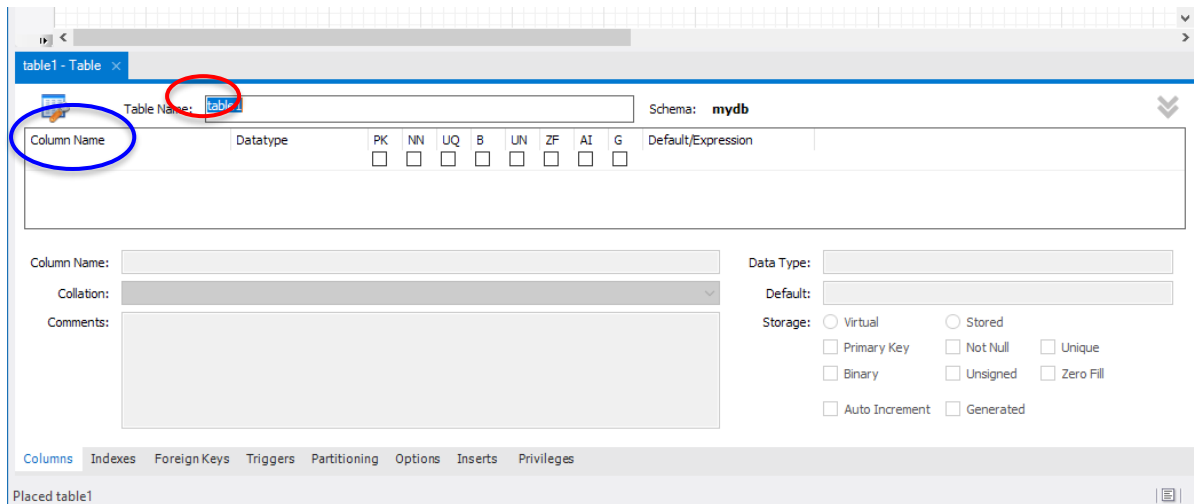 table1 - Table ×
Table Name: table1 Schema: mydb
Column Name Datatype PK NN UQ B UN ZF AI G Default/Expression
Column Name: Data Type:
Collation: Default:
Comments: Storage: Virtual Stored
Primary Key Not Null Unique
Binary Unsigned Zero Fill
Auto Increment Generated
Columns Indexes Foreign Keys Triggers Partitioning Options Inserts Privileges
Placed table1